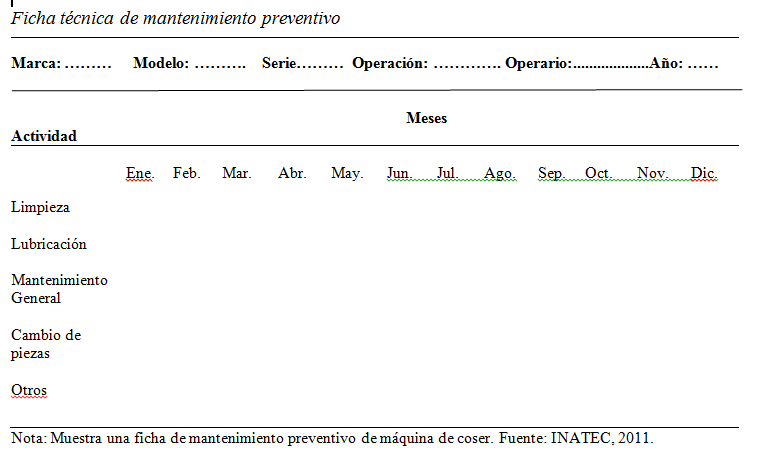 Ficha técnica de mantenimiento preventivo
Marca: ……… Modelo: ………. Serie……… Operación: …………. Operario:...................Año: ……
Meses
Actividad
Ene. Feb. Mar. Abr. May. Jun. Jul. Ago. Sep. Oct. Nov. Dic.
Limpieza
Lubricación
Mantenimiento
General
Cambio de
piezas
Otros
Nota: Muestra una ficha de mantenimiento preventivo de máquina de coser. Fuente: INATEC, 2011.